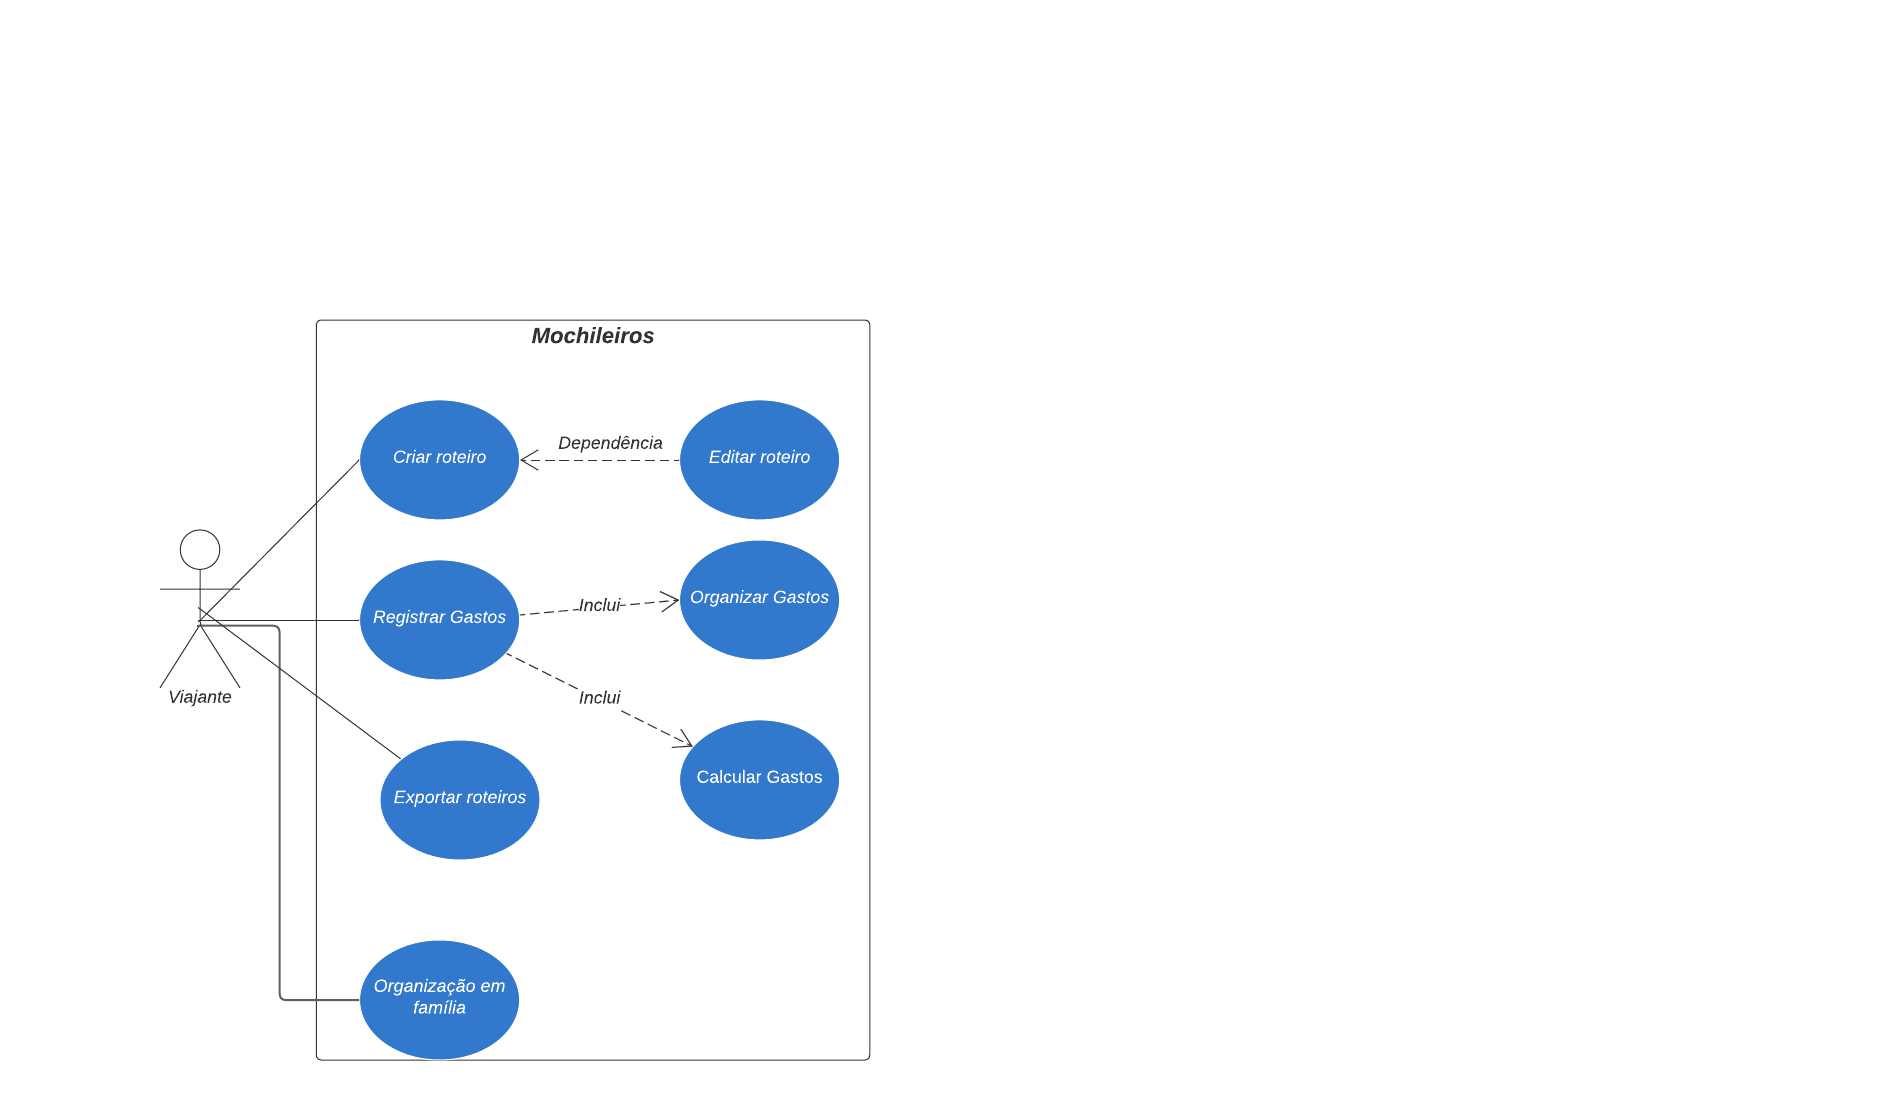 Mochileiros
Criar roteiro
Dependência
Editar roteiro
Registrar Gastos
Inclui
Organizar Gastos
Inclui
Viajante
Calcular Gastos
Exportar roteiros
Organização em
família